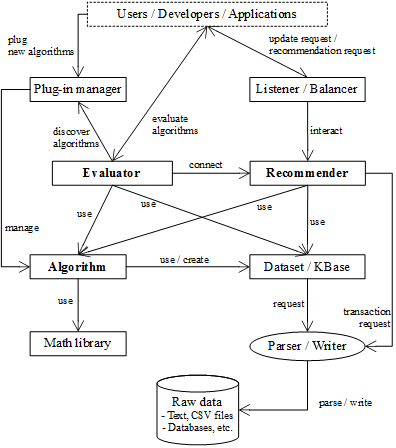 Users / Developers / Applications
plug
new algorithms
update request /
recommendation request
Plug-in manager
Listener / Balancer
discover
algorithms
evaluate
algorithms
interact
Evaluator
connect
Recommender
use
use
use
use
manage
Algorithm
use / create
Dataset / KBase
use
request
transaction
request
Math library
Parser / Writer
Raw data
- Text, CSV files
- Databases, etc.
parse / write